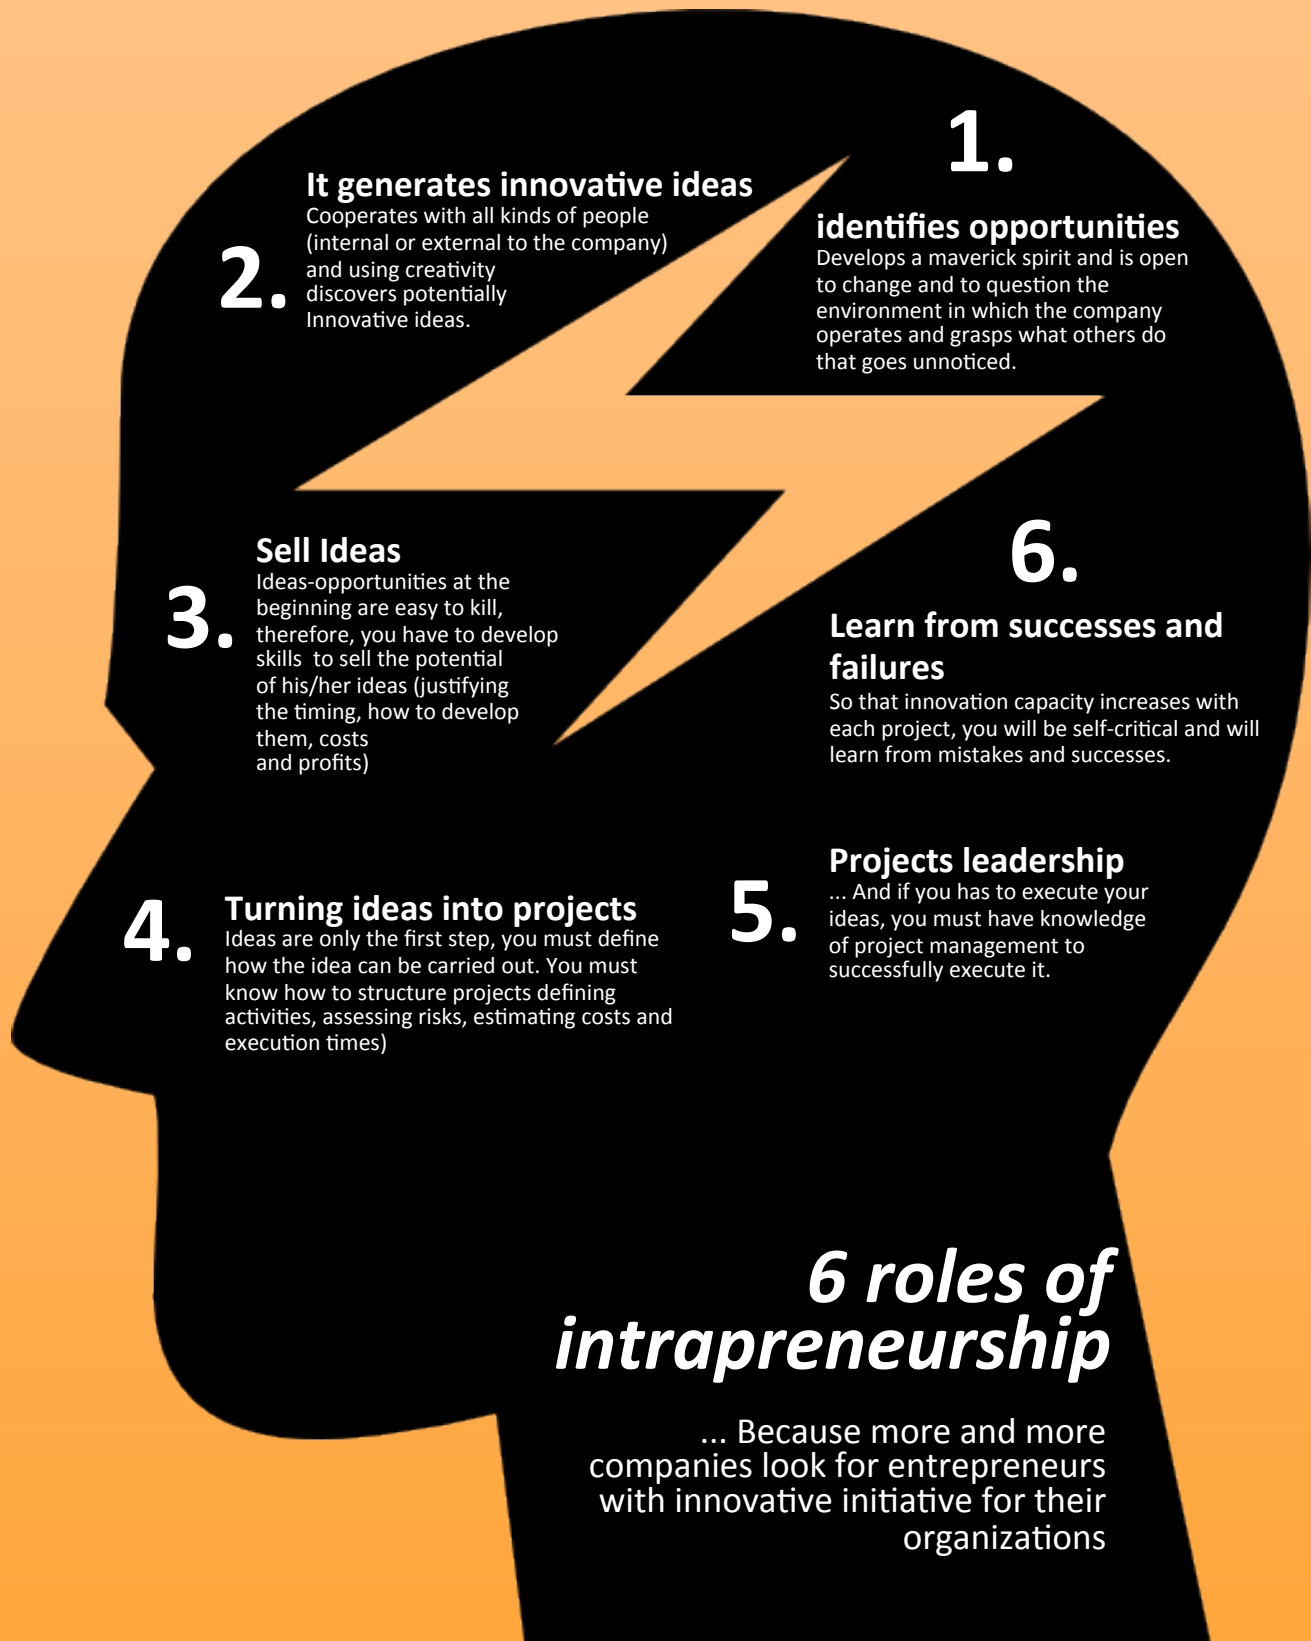 1.
identifies opportunities
Develops a maverick spirit and is open
to change and to question the
environment in which the company
operates and grasps what others do
that goes unnoticed.
2.
It generates innovative ideas
Cooperates with all kinds of people
(internal or external to the company)
and using creativity
discovers potentially
Innovative ideas.
3.
Sell Ideas
Ideas-opportunities at the
beginning are easy to kill,
therefore, you have to develop
skills  to sell the potential
of his/her ideas (justifying
the timing, how to develop
them, costs
and profits)
4.
Turning ideas into projects
Ideas are only the first step, you must define
how the idea can be carried out. You must
know how to structure projects defining
activities, assessing risks, estimating costs and
execution times)
5.
Projects leadership
... And if you has to execute your
ideas, you must have knowledge
of project management to
successfully execute it.
6.
Learn from successes and
failures
So that innovation capacity increases with
each project, you will be self-critical and will
learn from mistakes and successes.
6 roles of
intrapreneurship
... Because more and more
companies look for entrepreneurs
with innovative initiative for their
organizations